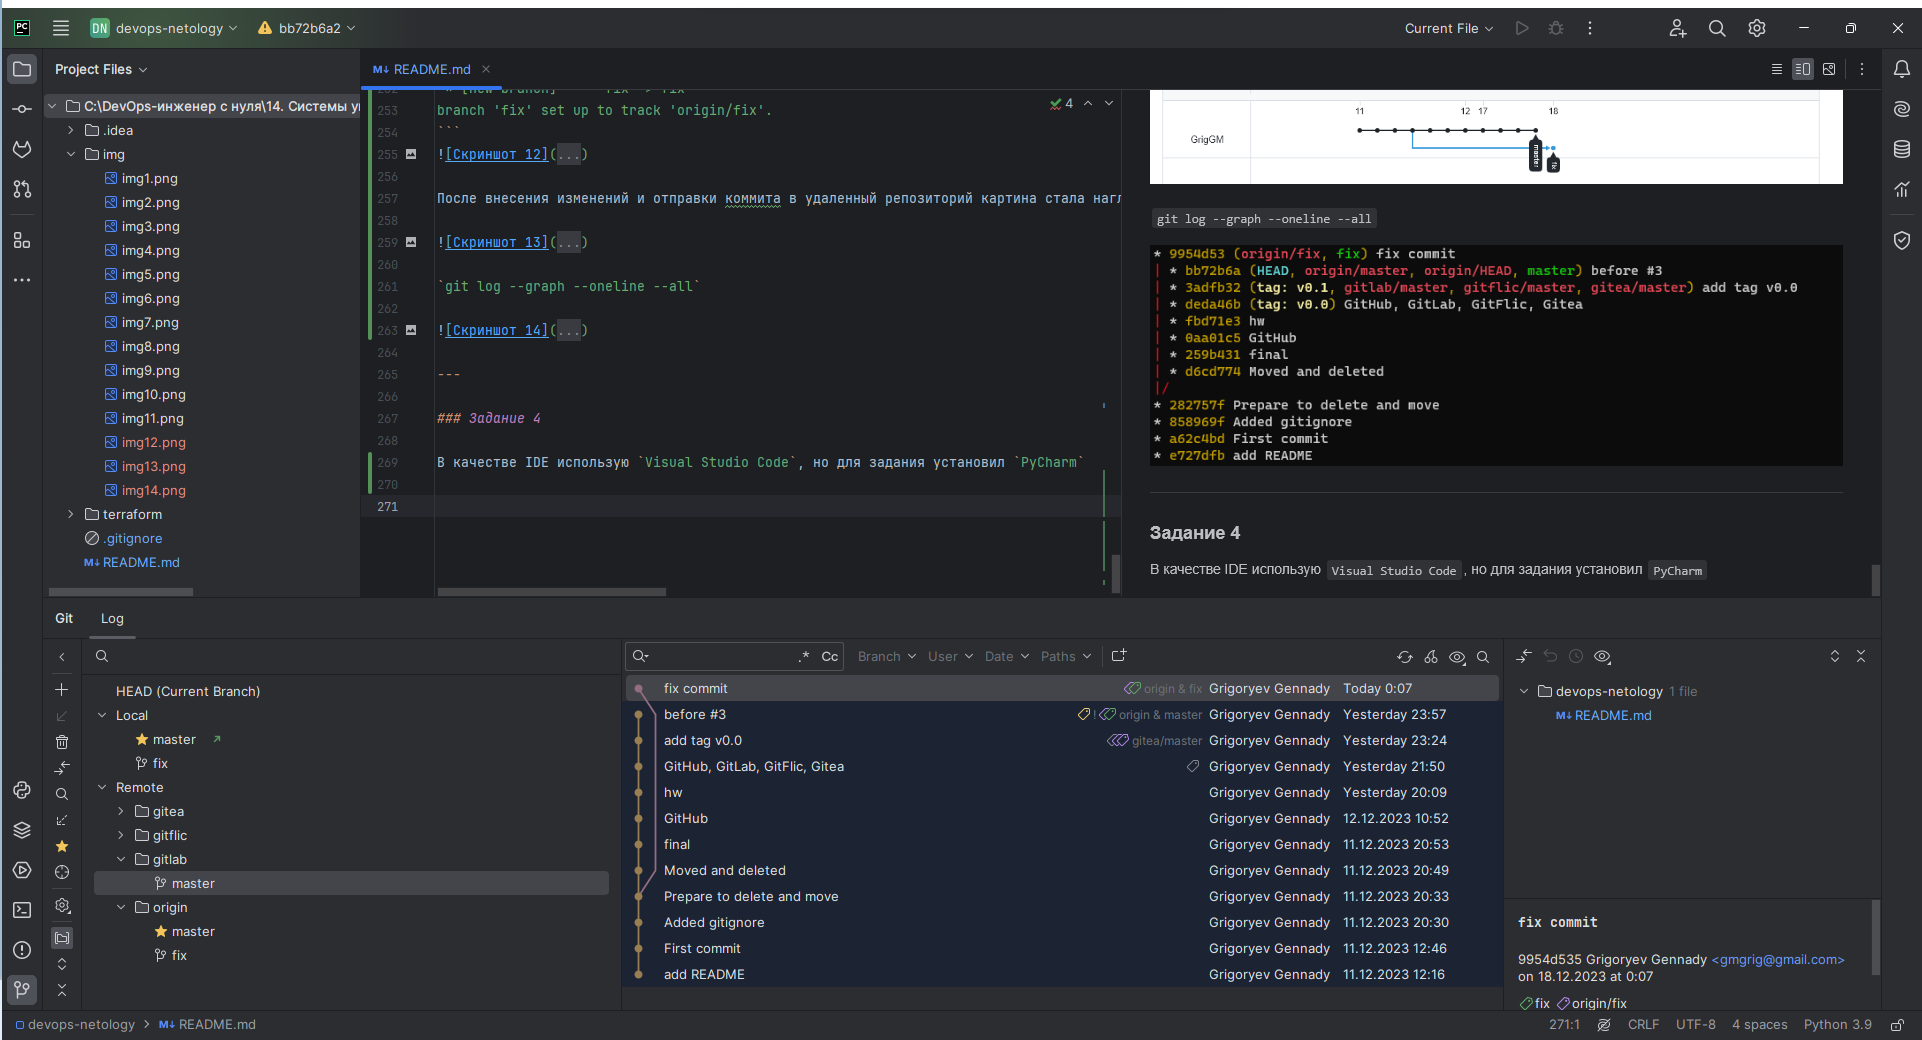 PC
DN devops-netology
bb72b6a2
Current File
Project Files
README.md
C:\DevOps-инженер с нуля\14. Системы
.idea
img
img1.png
img2.png
img3.png
img4.png
img5.png
img6.png
img7.png
img8.png
img9.png
img10.png
img11.png
img12.png
img13.png
img14.png
terraform
.gitignore
README.md
253 branch 'fix' set up to track 'origin/fix'.
254 ```
255 ![Скриншот 12](...)
256
257 После внесения изменений и отправки коммита в удаленный репозиторий картина стала
258
259 ![Скриншот 13](...)
260
261 `git log --graph --oneline --all`
262
263 ![Скриншот 14](...)
264
265 ---
266
267 ### Задание 4
268
269 В качестве IDE использую `Visual Studio Code`, но для задания установил `PyCharm`
270
271
4
11 12 17 18
GrigGM
master
fix
git log --graph --oneline --all
* 9954d53 (origin/fix, fix) fix commit
| * bb72b6a (HEAD, origin/master, origin/HEAD, master) before #3
| * 3adfb32 (tag: v0.1, gitlab/master, gitflic/master, gitea/master) add tag v0.0
| * deda46b (tag: v0.0) GitHub, GitLab, GitFlic, Gitea
| * fbd71e3 hw
| * 0aa01c5 GitHub
| * 259b431 final
| * d6cd774 Moved and deleted
|/
* 282757f Prepare to delete and move
* 858969f Added gitignore
* a62c4bd First commit
* e727dfb add README
Задание 4
В качестве IDE использую Visual Studio Code, но для задания установил PyCharm
Git Log
HEAD (Current Branch)
Local
master
fix
Remote
gitea
gitflic
gitlab
master
origin
master
fix
.* Cc Branch User Date Paths
fix commit origin & fix Grigoryev Gennady Today 0:07
before #3 ! origin & master Grigoryev Gennady Yesterday 23:57
add tag v0.0 gitea/master Grigoryev Gennady Yesterday 23:24
GitHub, GitLab, GitFlic, Gitea Grigoryev Gennady Yesterday 21:50
hw Grigoryev Gennady Yesterday 20:09
GitHub Grigoryev Gennady 12.12.2023 10:52
final Grigoryev Gennady 11.12.2023 20:53
Moved and deleted Grigoryev Gennady 11.12.2023 20:49
Prepare to delete and move Grigoryev Gennady 11.12.2023 20:33
Added gitignore Grigoryev Gennady 11.12.2023 20:30
First commit Grigoryev Gennady 11.12.2023 12:46
add README Grigoryev Gennady 11.12.2023 12:16
devops-netology 1 file
README.md
fix commit
9954d535 Grigoryev Gennady <gmgrig@gmail.com>
on 18.12.2023 at 0:07
fix origin/fix
devops-netology > README.md
271:1 CRLF UTF-8 4 spaces Python 3.9